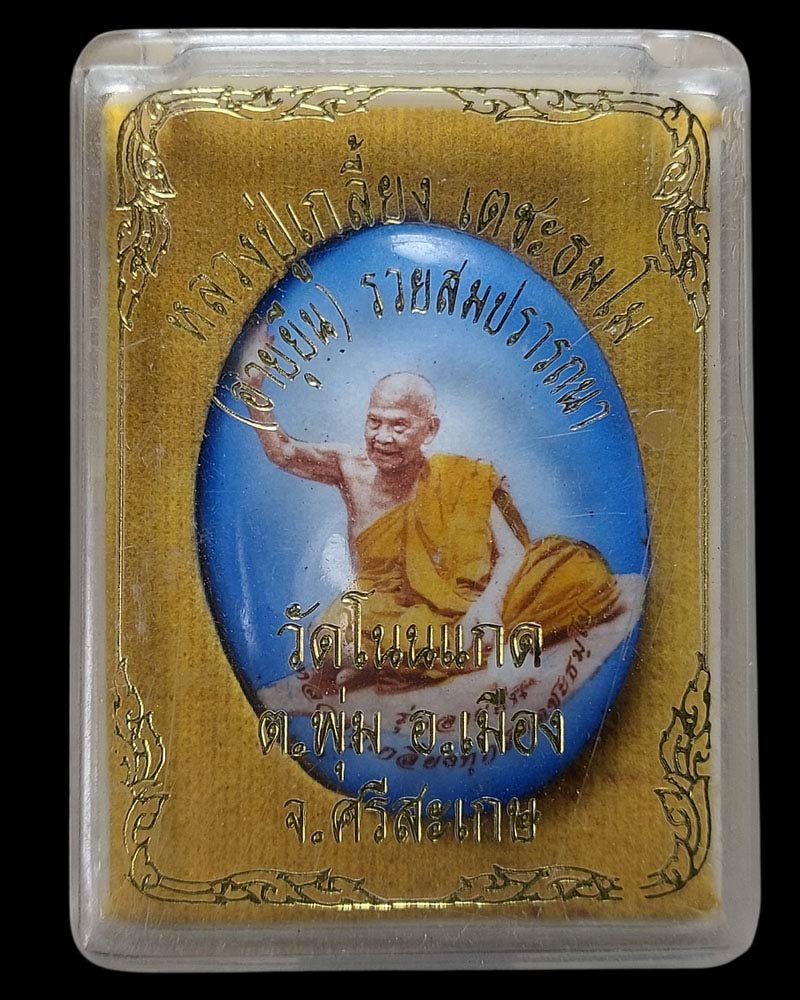 หลวงปู่เกลี้ยง เตชะธมโม
(อายุยืน) รวยสมปรารถนา
วัดโนนแกด
ต.พุ่ม อ.เมือง
จ.ศรีสะเกษ